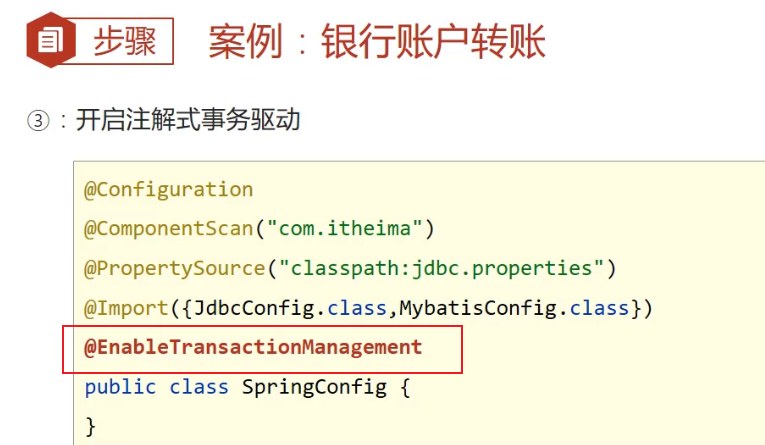 步骤 案例：银行账户转账
③：开启注解式事务驱动
@Configuration
@ComponentScan("com.itheima")
@PropertySource("classpath:jdbc.properties")
@Import({JdbcConfig.class,MybatisConfig.class})
@EnableTransactionManagement
public class SpringConfig {
}